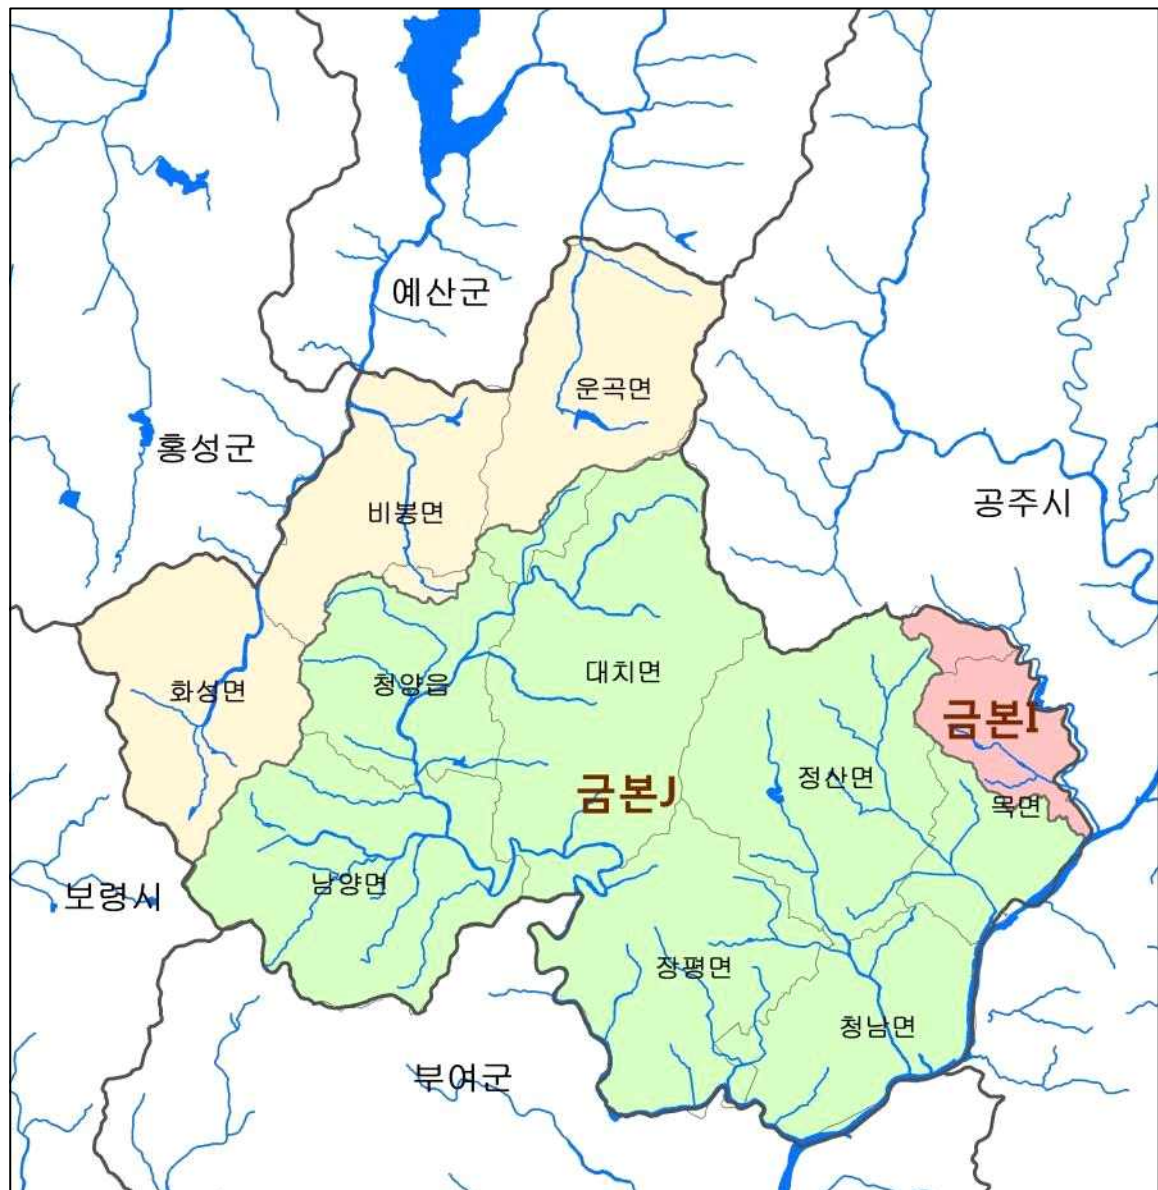 예산군
운곡면
홍성군
공주시
비봉면
대치면
청양읍
화성면
금본I
정산면
금본J
목면
남양면
보령시
장평면
청남면
부여군